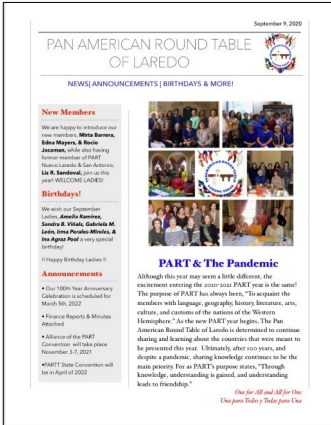 September 9, 2020
PAN AMERICAN ROUND TABLE
OF LAREDO
NEWS| ANNOUNCEMENTS | BIRTHDAYS & MORE!
New Members
We are happy to introduce our
new members, Mirta Barrera,
Edna Mayers, & Rocio
Jacaman, while also having
former member of PART
Nuevo Laredo & San Antonio,
Liz R. Sandoval, join us this
year! WELCOME LADIES!
Birthdays!
We wish our September
Ladies, Amelia Ramirez,
Sandra B. Viñals, Gabriela M.
León, Irma Perales-Mireles, &
Ina Agraz Pool a very special
birthday!
!! Happy Birthday Ladies !!
Announcements
• Our 100th Year Anniversary
Celebration is scheduled for
March 5th, 2022
• Finance Reports & Minutes
Attached
• Alliance of the PART
Convention will take place
November 3-7, 2021
•PARTT State Convention will
be in April of 2022
PART & The Pandemic
Although this year may seem a little different, the
excitement entering the 2020-2021 PART year is the same!
The purpose of PART has always been, “To acquaint the
members with language, geography, history, literature, arts,
culture, and customs of the nations of the Western
Hemisphere.” As the new PART year begins, The Pan
American Round Table of Laredo is determined to continue
sharing and learning about the countries that were meant to
be presented this year. Ultimately, after 100 years, and
despite a pandemic, sharing knowledge continues to be the
main priority. For as PART’s purpose states, “Through
knowledge, understanding is gained, and understanding
leads to friendship.”
One for All and All for One
Una para Todas y Todas para Una